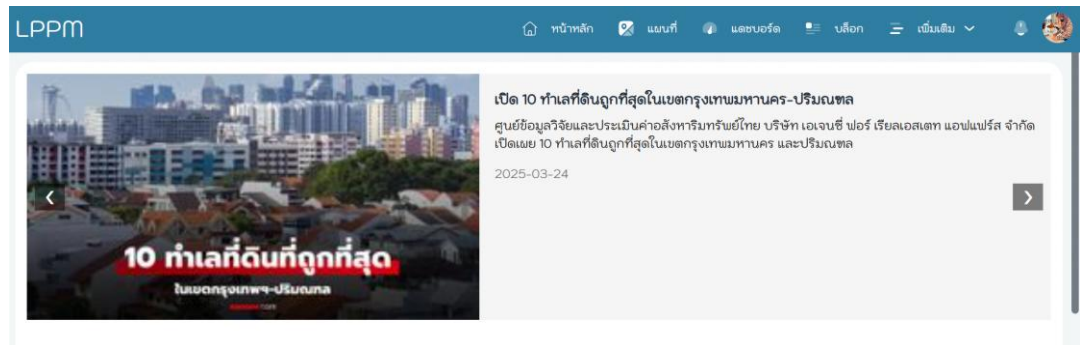 LPPM
หน้าหลัก แผนที่ แดชบอร์ด บล็อก เพิ่มเติม
เปิด 10 ทำเลที่ดินถูกที่สุดในเขตกรุงเทพมหานคร-ปริมณฑล
ศูนย์ข้อมูลวิจัยและประเมินค่าอสังหาริมทรัพย์ไทย บริษัท เอเจนซี่ ฟอร์ เรียลเอสเตท แอฟแฟร์ส จำกัด
เปิดเผย 10 ทำเลที่ดินถูกที่สุดในเขตกรุงเทพมหานคร และปริมณฑล
2025-03-24
10 ทำเลที่ดินที่ถูกที่สุด
ในเขตกรุงเทพฯ-ปริมณฑล